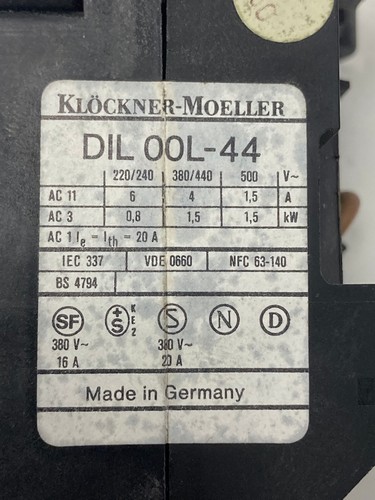 KLÖCKNER-MOELLER
DIL 00L-44
220/240 380/440 500 V~
AC 11 6 4 1,5 A
AC 3 0,8 1,5 1,5 kW
AC 1 Ie = Ith = 20 A
IEC 337 VDE 0660 NFC 63-140
BS 4794
SF +S KE2 S N D
380 V~ 380 V~
16 A 20 A
Made in Germany